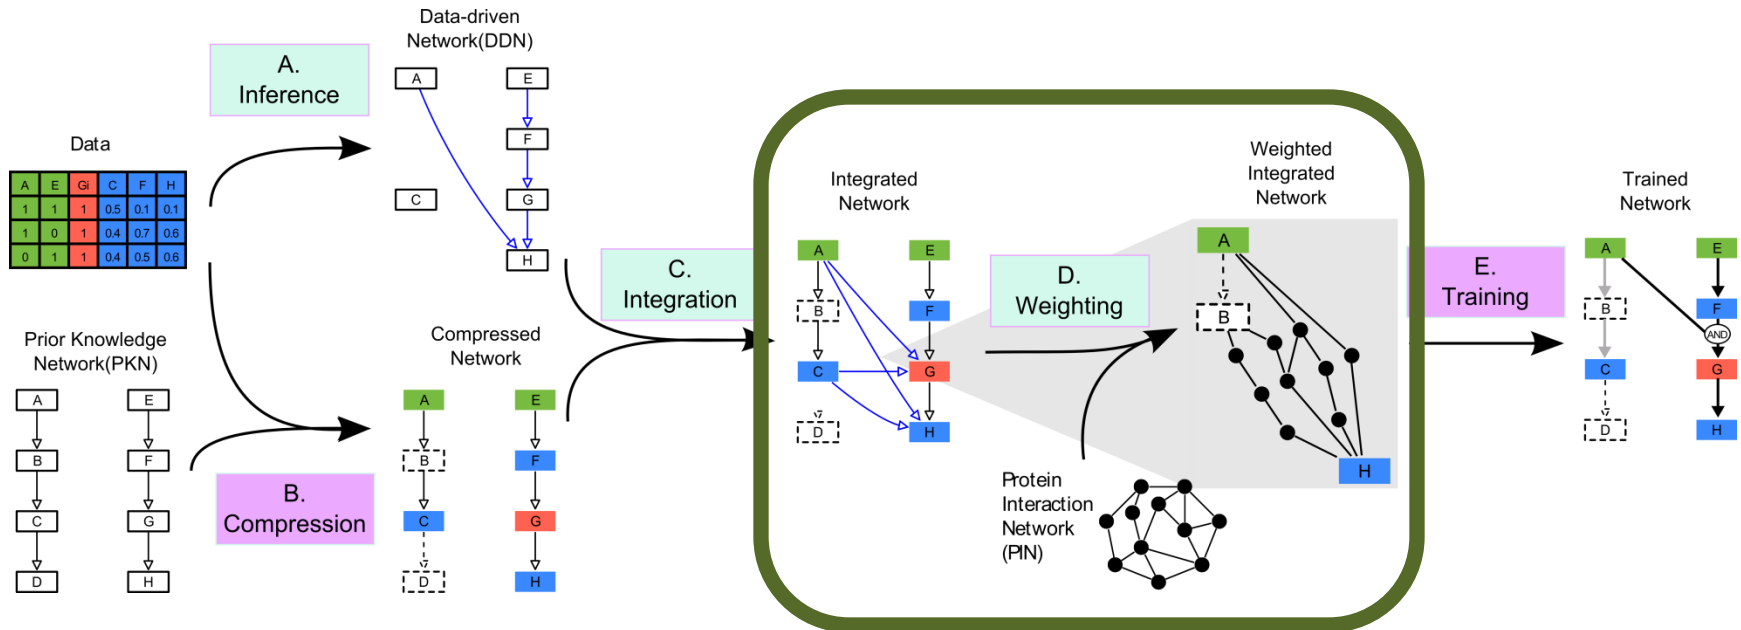 Data-driven
Network(DDN)
A.
Inference
A
E
F
C
G
H
Data
A E Gi C F H
1 1 1 0.5 0.1 0.1
1 0 1 0.4 0.7 0.6
0 1 1 0.4 0.5 0.6
Prior Knowledge
Network(PKN)
A
E
B
F
C
G
D
H
B.
Compression
Compressed
Network
A
E
B
F
C
G
D
H
C.
Integration
Integrated
Network
A
E
B
F
C
G
D
H
D.
Weighting
Weighted
Integrated
Network
A
B
H
Protein
Interaction
Network
(PIN)
E.
Training
Trained
Network
A
E
B
F
AND
C
G
D
H